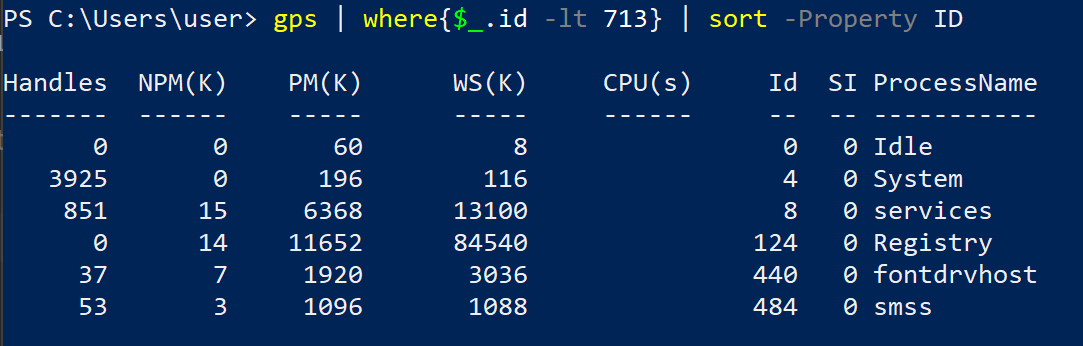 PS C:\Users\user> gps | where{$_.id -lt 713} | sort -Property ID
Handles  NPM(K)    PM(K)      WS(K)     CPU(s)     Id  SI ProcessName
-------  ------    -----      -----     ------     --  -- -----------
      0       0       60          8                 0   0 Idle
   3925       0      196        116                 4   0 System
    851      15     6368      13100                 8   0 services
      0      14    11652      84540               124   0 Registry
     37       7     1920       3036               440   0 fontdrvhost
     53       3     1096       1088               484   0 smss